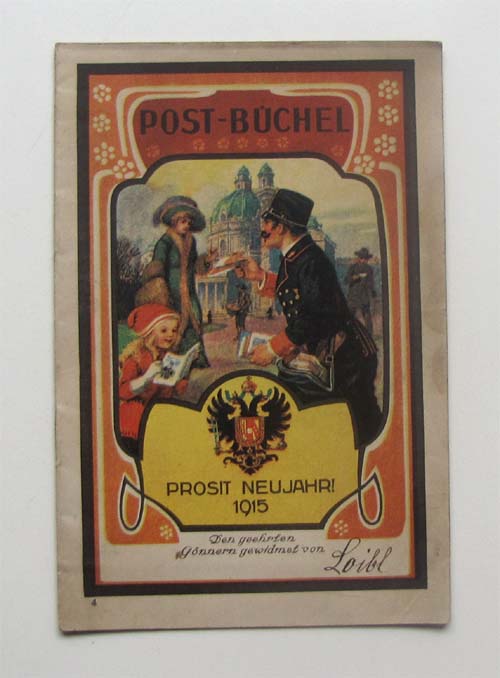 POST-BÜCHEL
PROSIT NEUJAHR!
1915
Den geehrten
Gönnern gewidmet von
Loibl
4